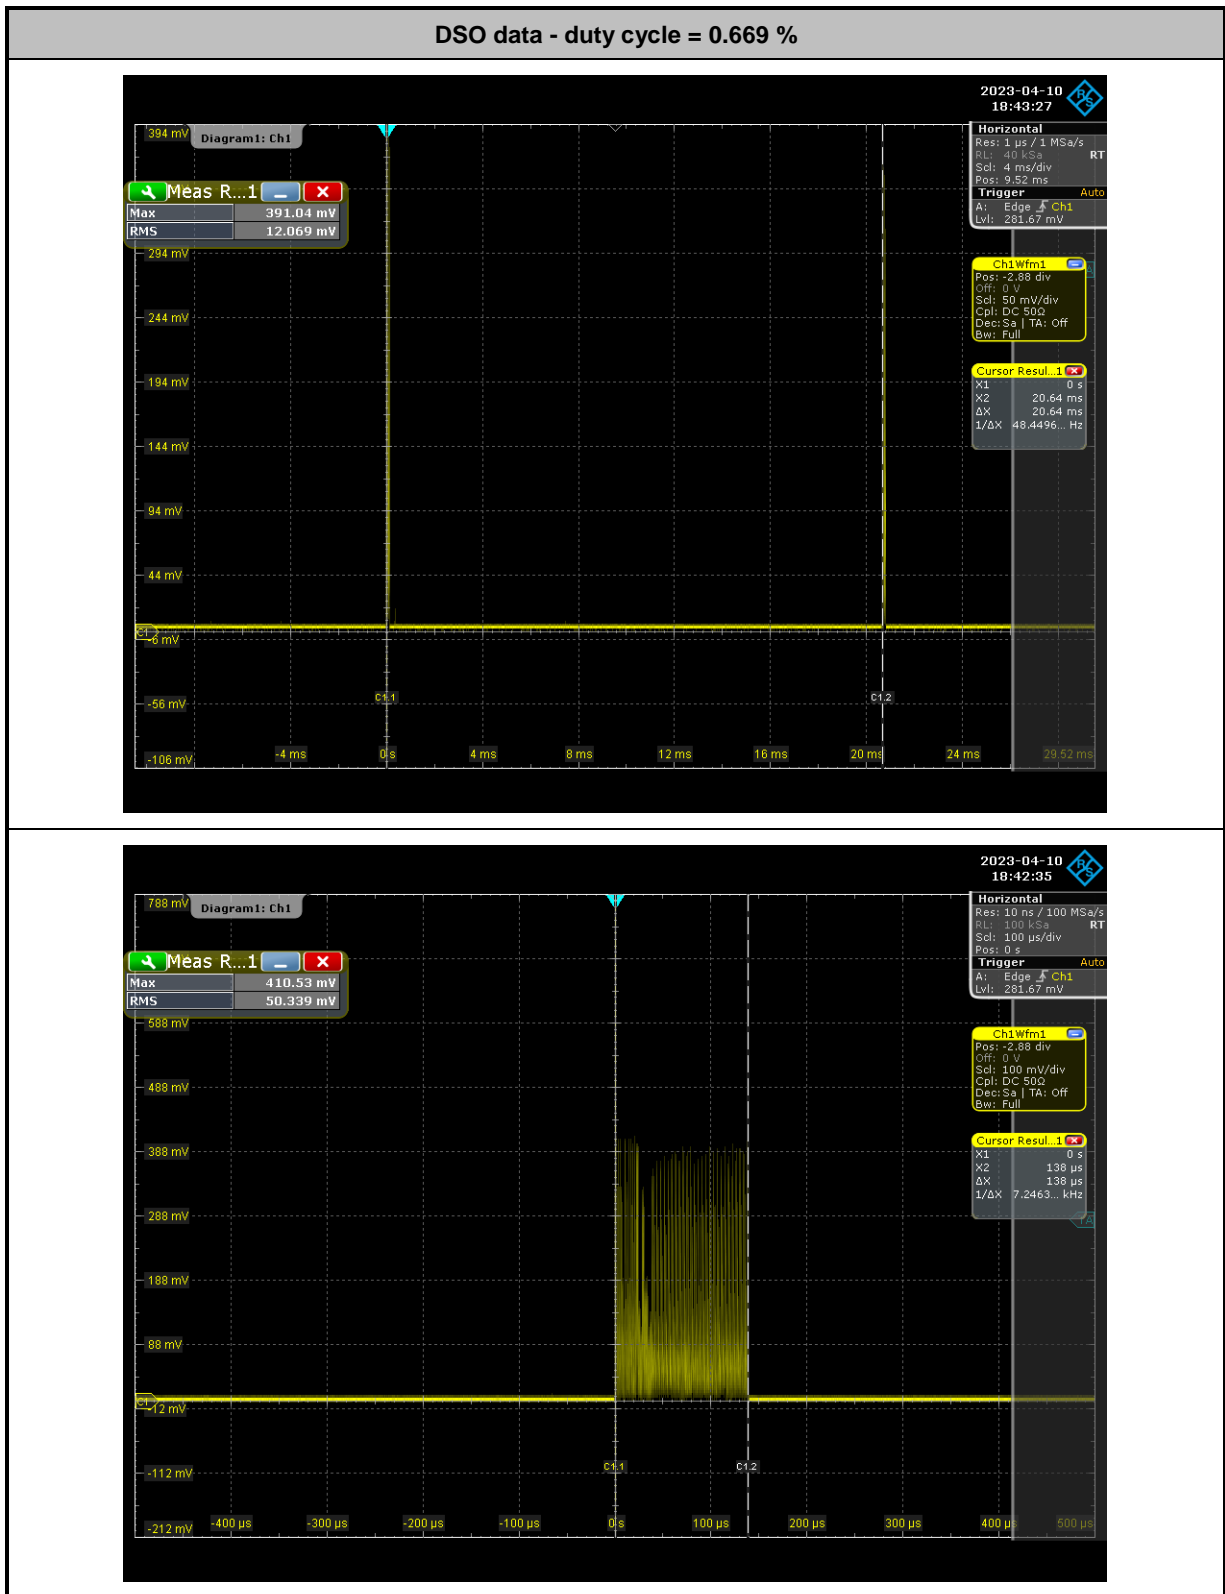 DSO data - duty cycle = 0.669 %
2023-04-10
18:43:27
394 mV
Diagram1: Ch1
Horizontal
Res: 1 µs / 1 MSa/s
RL: 40 kSa RT
Scl: 4 ms/div
Pos: 9.52 ms
Trigger Auto
A: Edge Ch1
Lvl: 281.67 mV
Meas R...1
Max 391.04 mV
RMS 12.069 mV
294 mV
244 mV
194 mV
144 mV
94 mV
44 mV
-6 mV
-56 mV
-106 mV
Ch1Wfm1
Pos: -2.88 div
Off: 0 V
Scl: 50 mV/div
Cpl: DC 50Ω
Dec: Sa | TA: Off
Bw: Full
Cursor Resul...1
X1 0 s
X2 20.64 ms
ΔX 20.64 ms
1/ΔX 48.4496... Hz
C1
C1.1 C1.2
-4 ms 0 s 4 ms 8 ms 12 ms 16 ms 20 ms 24 ms 29.52 ms
2023-04-10
18:42:35
788 mV
Diagram1: Ch1
Horizontal
Res: 10 ns / 100 MSa/s
RL: 100 kSa RT
Scl: 100 µs/div
Pos: 0 s
Trigger Auto
A: Edge Ch1
Lvl: 281.67 mV
Meas R...1
Max 410.53 mV
RMS 50.339 mV
588 mV
488 mV
388 mV
288 mV
188 mV
88 mV
-12 mV
-112 mV
-212 mV
Ch1Wfm1
Pos: -2.88 div
Off: 0 V
Scl: 100 mV/div
Cpl: DC 50Ω
Dec: Sa | TA: Off
Bw: Full
Cursor Resul...1
X1 0 s
X2 138 µs
ΔX 138 µs
1/ΔX 7.2463... kHz
TA
C1
C1.1 C1.2
-400 µs -300 µs -200 µs -100 µs 0 s 100 µs 200 µs 300 µs 400 µs 500 µs